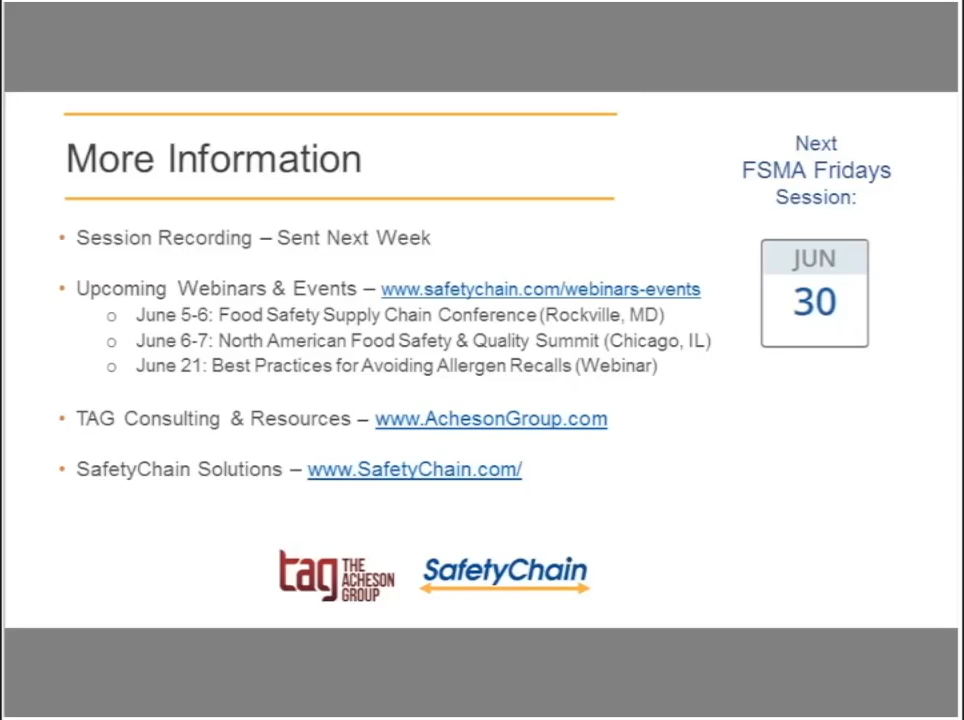 More Information
Next
FSMA Fridays
Session:
JUN
30
• Session Recording – Sent Next Week
• Upcoming Webinars & Events – www.safetychain.com/webinars-events
o June 5-6: Food Safety Supply Chain Conference (Rockville, MD)
o June 6-7: North American Food Safety & Quality Summit (Chicago, IL)
o June 21: Best Practices for Avoiding Allergen Recalls (Webinar)
• TAG Consulting & Resources – www.AchesonGroup.com
• SafetyChain Solutions – www.SafetyChain.com/
tag THE
ACHESON
GROUP
SafetyChain